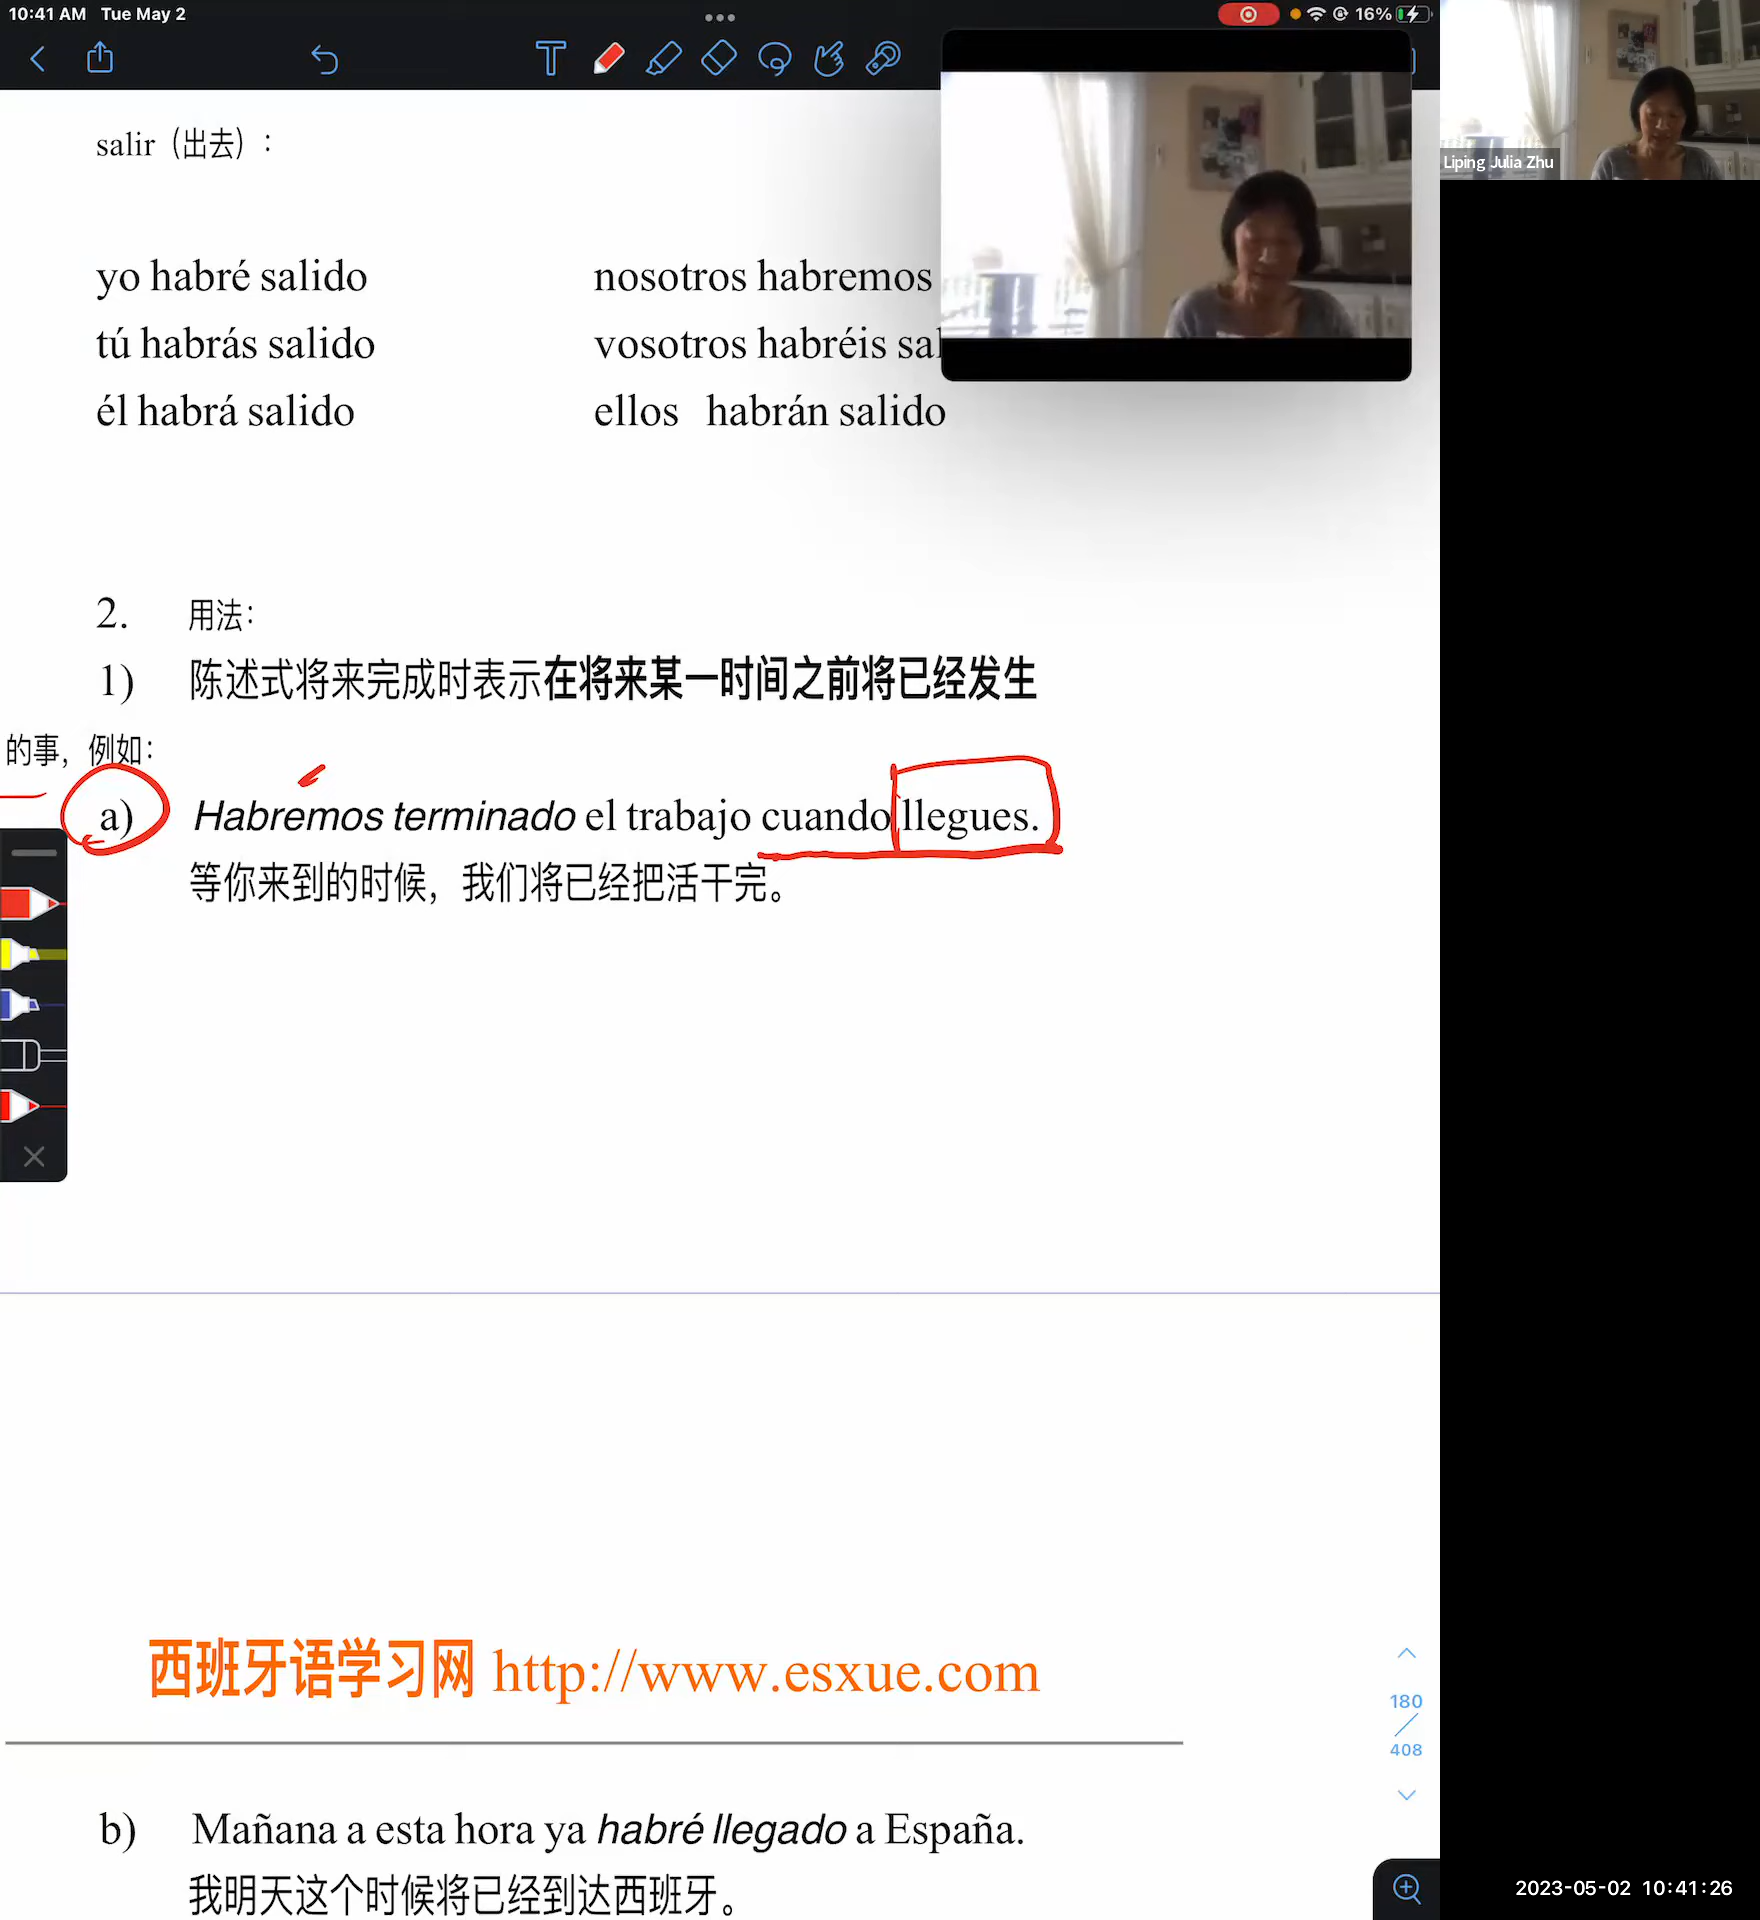 10:41 AM Tue May 2
16%
Liping Julia Zhu
salir（出去）：
yo habré salido
nosotros habremos
tú habrás salido
vosotros habréis sal
él habrá salido
ellos habrán salido
2. 用法：
1) 陈述式将来完成时表示在将来某一时间之前将已经发生
的事，例如：
a) Habremos terminado el trabajo cuando llegues.
等你来到的时候，我们将已经把活干完。
西班牙语学习网 http://www.esxue.com
180
408
b) Mañana a esta hora ya habré llegado a España.
我明天这个时候将已经到达西班牙。
2023-05-02 10:41:26